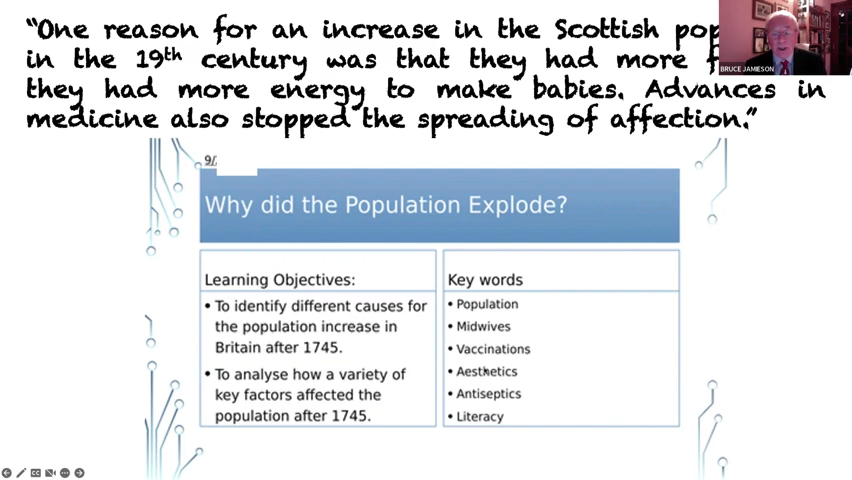 “One reason for an increase in the Scottish
in the 19th century was that they had more
they had more energy to make babies. Advances in
medicine also stopped the spreading of affection.”
BRUCE JAMIESON
9/
Why did the Population Explode?
Learning Objectives:
• To identify different causes for
the population increase in
Britain after 1745.
• To analyse how a variety of
key factors affected the
population after 1745.
Key words
• Population
• Midwives
• Vaccinations
• Aesthetics
• Antiseptics
• Literacy